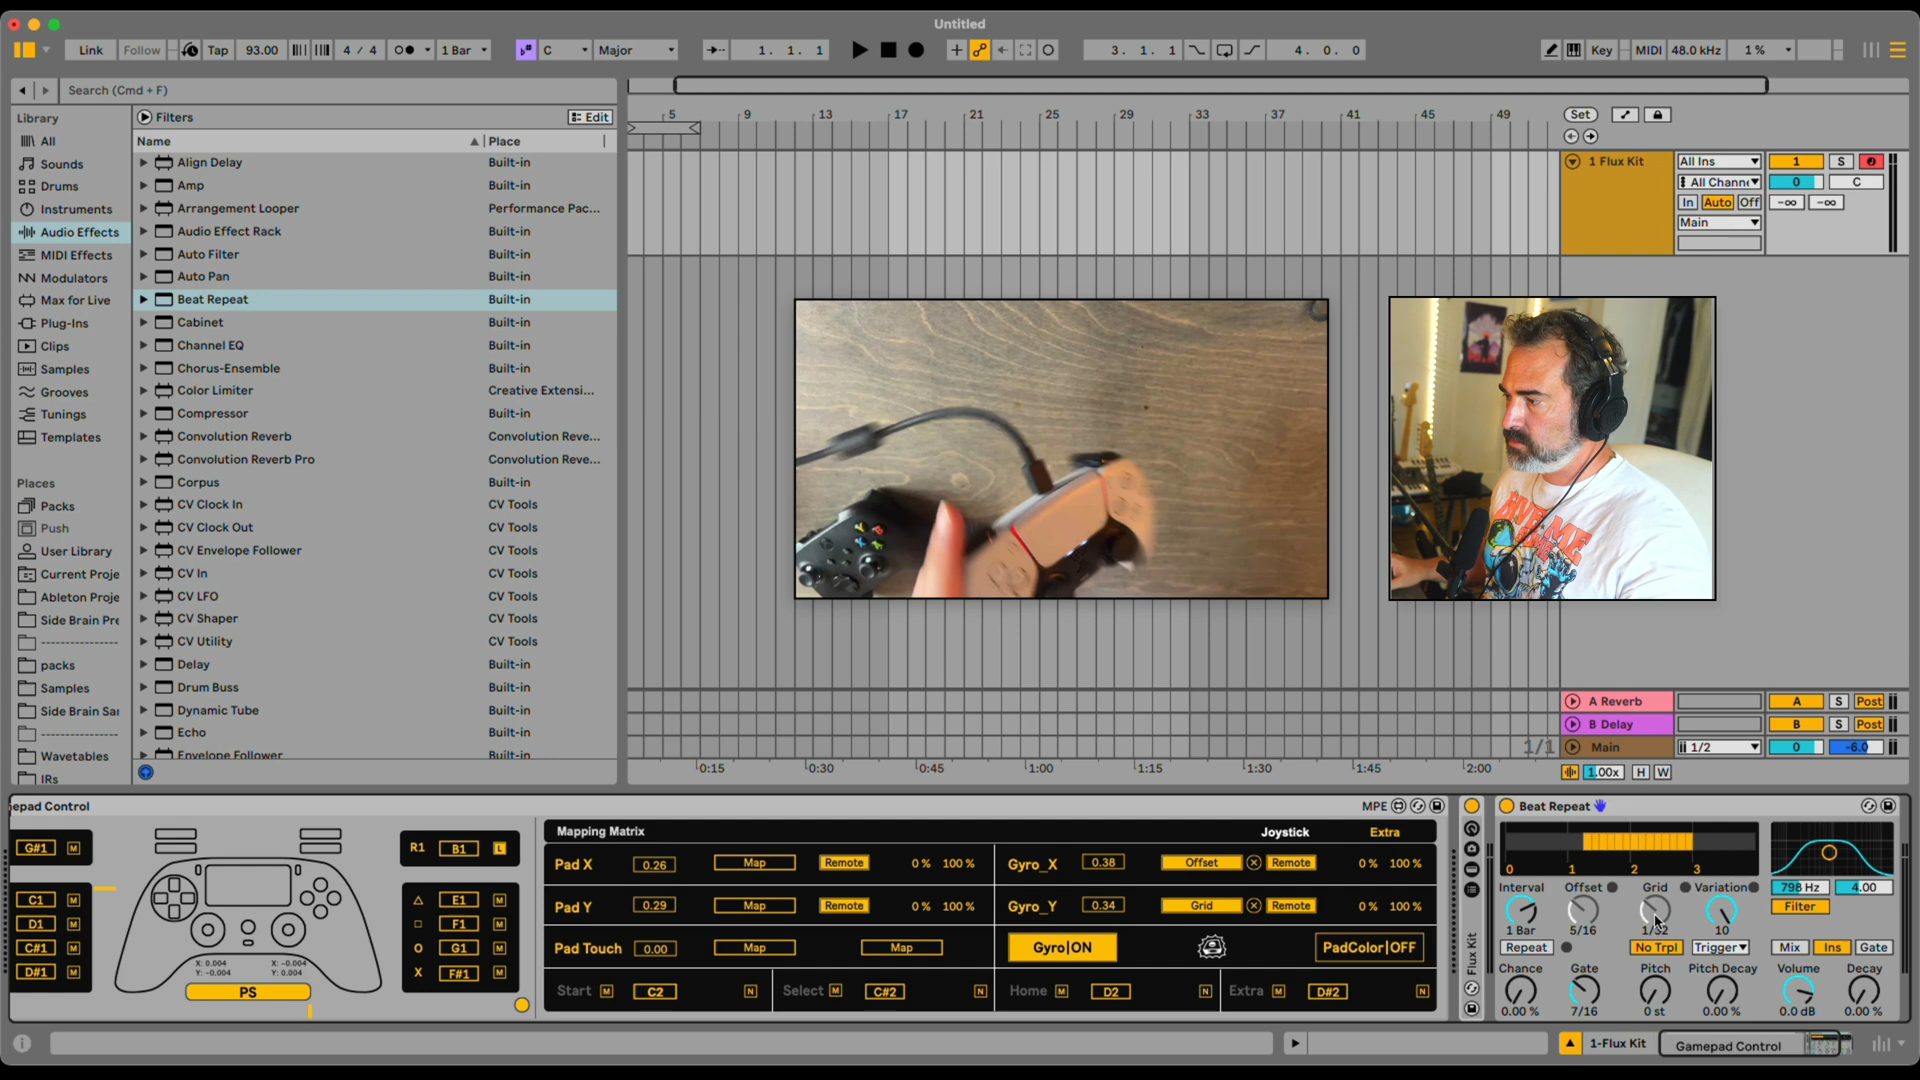 Untitled
Link Follow Tap 93.00 4 / 4 1 Bar C Major 1. 1. 1 3. 1. 1 4. 0. 0 Key MIDI 48.0 kHz 1 %
Search (Cmd + F)
Library
All
Sounds
Drums
Instruments
Audio Effects
MIDI Effects
Modulators
Max for Live
Plug-Ins
Clips
Samples
Grooves
Tunings
Templates
Places
Packs
Push
User Library
Current Proje
Ableton Proje
Side Brain Pre
----------------
packs
Samples
Side Brain Sar
----------------
Wavetables
IRs
Filters Edit
Name Place
Align Delay Built-in
Amp Built-in
Arrangement Looper Performance Pac...
Audio Effect Rack Built-in
Auto Filter Built-in
Auto Pan Built-in
Beat Repeat Built-in
Cabinet Built-in
Channel EQ Built-in
Chorus-Ensemble Built-in
Color Limiter Creative Extensi...
Compressor Built-in
Convolution Reverb Convolution Reve...
Convolution Reverb Pro Convolution Reve...
Corpus Built-in
CV Clock In CV Tools
CV Clock Out CV Tools
CV Envelope Follower CV Tools
CV In CV Tools
CV LFO CV Tools
CV Shaper CV Tools
CV Utility CV Tools
Delay Built-in
Drum Buss Built-in
Dynamic Tube Built-in
Echo Built-in
Envelope Follower Built-in
5 9 13 17 21 25 29 33 37 41 45 49
Set
1 Flux Kit All Ins 1 S
All Channe 0 C
In Auto Off -∞ -∞
Main
A Reverb A S Post
B Delay B S Post
1/1 Main 1/2 0 -6.0
0:15 0:30 0:45 1:00 1:15 1:30 1:45 2:00
1.00x H W
epad Control MPE
G#1 M
C1 M
D1 M
C#1 M
D#1 M
X: 0.004 X: -0.004
Y: -0.004 Y: 0.004
PS
R1 B1 L
E1 M
F1 M
O G1 M
X F#1 M
Mapping Matrix Joystick Extra
Pad X 0.26 Map Remote 0 % 100 % Gyro_X 0.38 Offset Remote 0 % 100 %
Pad Y 0.29 Map Remote 0 % 100 % Gyro_Y 0.34 Grid Remote 0 % 100 %
Pad Touch 0.00 Map Map Gyro|ON PadColor|OFF
Start M C2 N Select M C#2 N Home M D2 N Extra M D#2 N
Flux Kit
Beat Repeat
0 1 2 3
Interval Offset Grid Variation 798 Hz 4.00
1 Bar 5/16 1/32 10 Filter
Repeat No Trpl Trigger Mix Ins Gate
Chance Gate Pitch Pitch Decay Volume Decay
0.00 % 7/16 0 st 0.00 % 0.0 dB 0.00 %
1-Flux Kit Gamepad Control